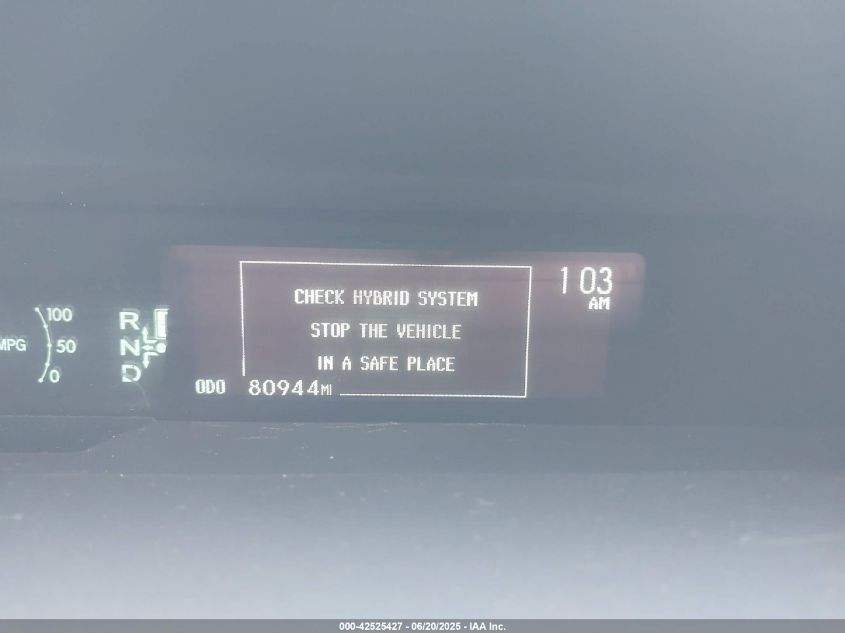 100
MPG
50
0
R
N
D
CHECK HYBRID SYSTEM
STOP THE VEHICLE
IN A SAFE PLACE
ODO 80944MI
1 03
AM
000-42525427 - 06/20/2025 - IAA Inc.